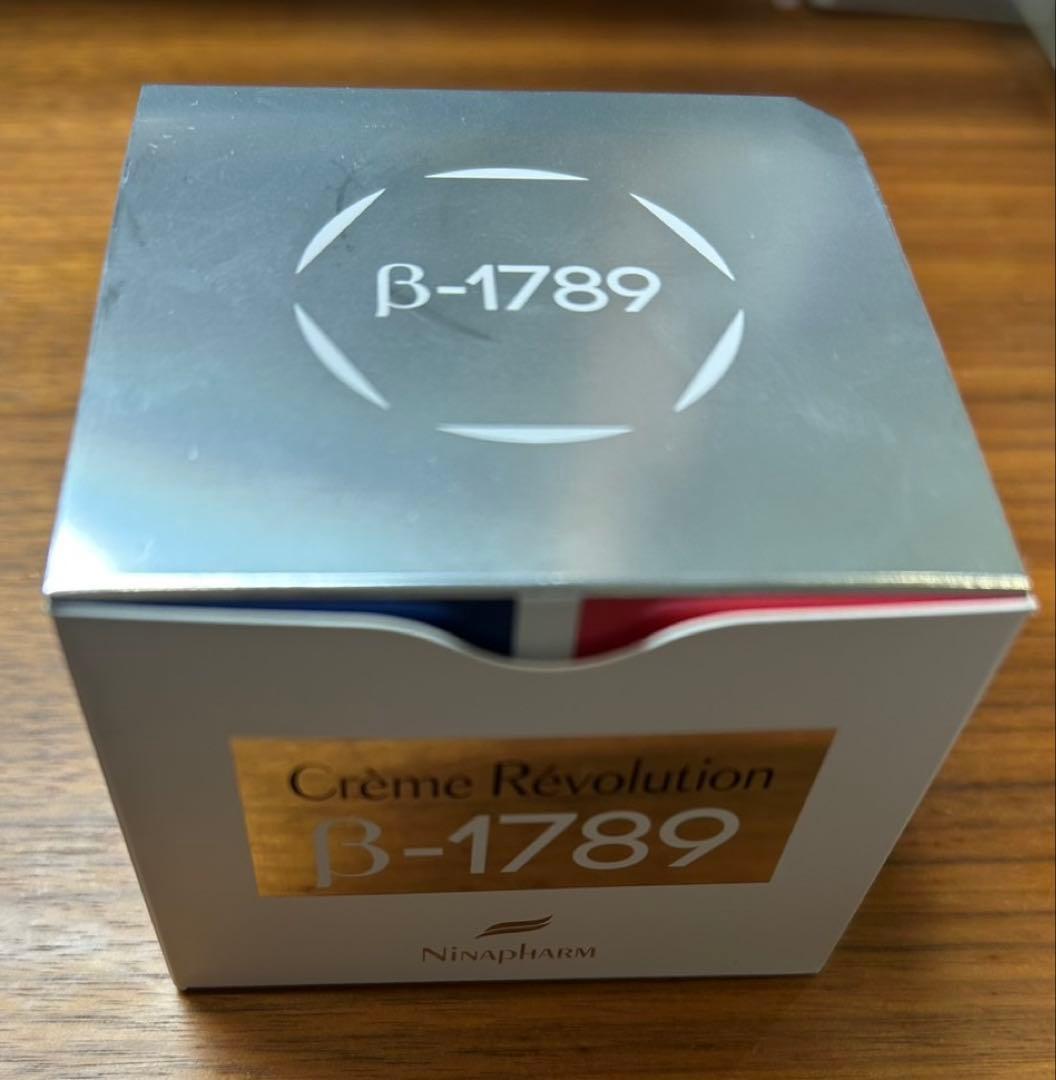 β-1789
Crème Révolution
β-1789
NINAPHARM